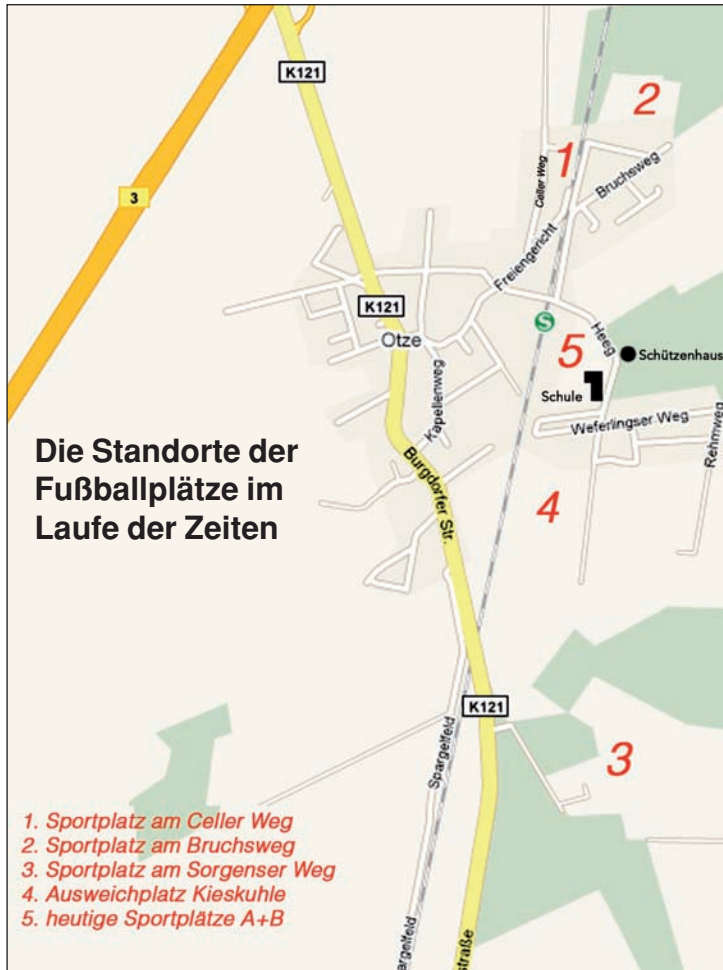 K121
2
3
1
Celler Weg
Bruchsweg
Freiengericht
K121
Otze
S
Heeg
5
Schützenhaus
Schule
Kapellenweg
Weferlingser Weg
Rehmweg
Die Standorte der
Fußballplätze im
Laufe der Zeiten
Burgdorfer Str.
4
K121
Spargelfeld
3
1. Sportplatz am Celler Weg
2. Sportplatz am Bruchsweg
3. Sportplatz am Sorgenser Weg
4. Ausweichplatz Kieskuhle
5. heutige Sportplätze A+B
pargelfeld
straße